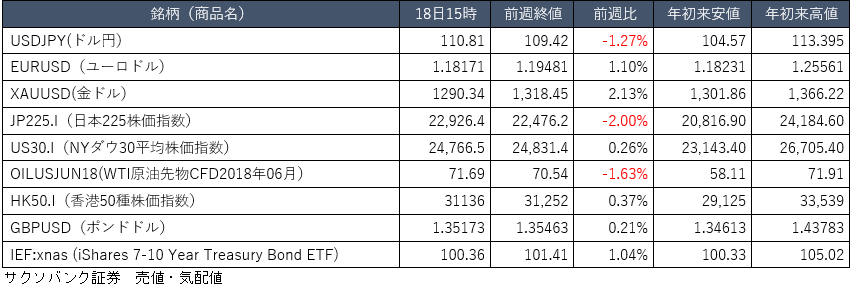 銘柄（商品名） 18日15時 前週終値 前週比 年初来安値 年初来高値
USDJPY(ドル円) 110.81 109.42 -1.27% 104.57 113.395
EURUSD（ユーロドル） 1.18171 1.19481 1.10% 1.18231 1.25561
XAUUSD(金ドル) 1290.34 1,318.45 2.13% 1,301.86 1,366.22
JP225.I（日本225株価指数） 22,926.4 22,476.2 -2.00% 20,816.90 24,184.60
US30.I（NYダウ30平均株価指数） 24,766.5 24,831.4 0.26% 23,143.40 26,705.40
OILUSJUN18(WTI原油先物CFD2018年06月) 71.69 70.54 -1.63% 58.11 71.91
HK50.I（香港50種株価指数） 31136 31,252 0.37% 29,125 33,539
GBPUSD（ポンドドル） 1.35173 1.35463 0.21% 1.34613 1.43783
IEF:xnas (iShares 7-10 Year Treasury Bond ETF) 100.36 101.41 1.04% 100.33 105.02
サクソバンク証券　売値・気配値